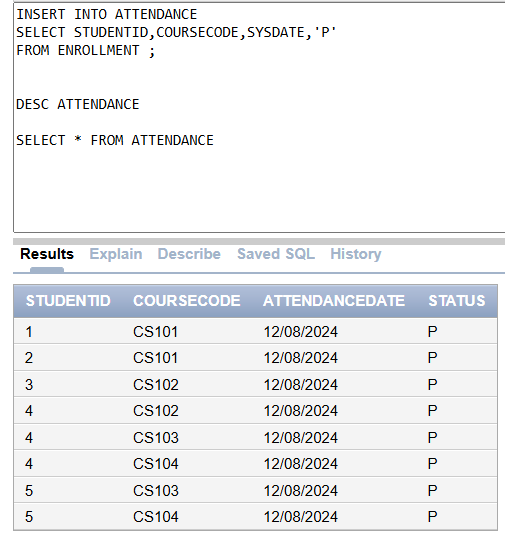 INSERT INTO ATTENDANCE
SELECT STUDENTID,COURSECODE,SYSDATE,'P'
FROM ENROLLMENT ;
DESC ATTENDANCE
SELECT * FROM ATTENDANCE
Results Explain Describe Saved SQL History
STUDENTID COURSECODE ATTENDANCEDATE STATUS
1 CS101 12/08/2024 P
2 CS101 12/08/2024 P
3 CS102 12/08/2024 P
4 CS102 12/08/2024 P
4 CS103 12/08/2024 P
4 CS104 12/08/2024 P
5 CS103 12/08/2024 P
5 CS104 12/08/2024 P